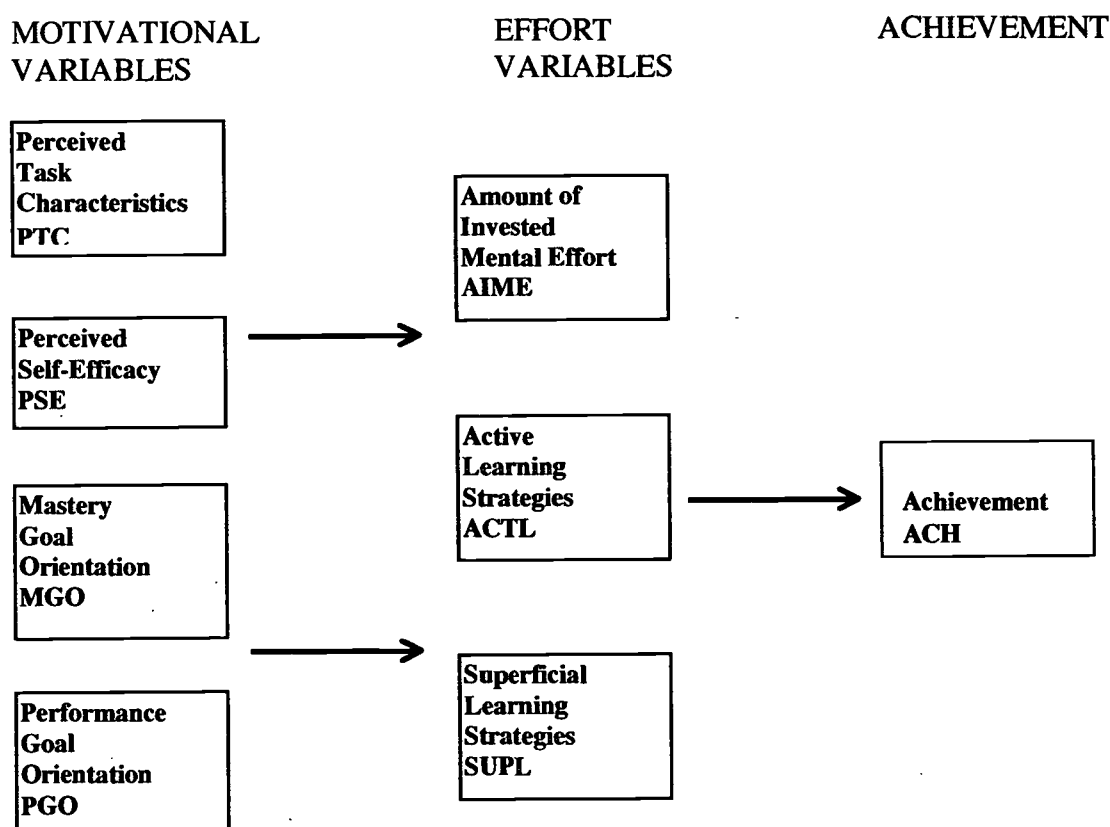 MOTIVATIONAL
VARIABLES
EFFORT
VARIABLES
ACHIEVEMENT
Perceived
Task
Characteristics
PTC
Perceived
Self-Efficacy
PSE
Mastery
Goal
Orientation
MGO
Performance
Goal
Orientation
PGO
Amount of
Invested
Mental Effort
AIME
Active
Learning
Strategies
ACTL
Superficial
Learning
Strategies
SUPL
Achievement
ACH